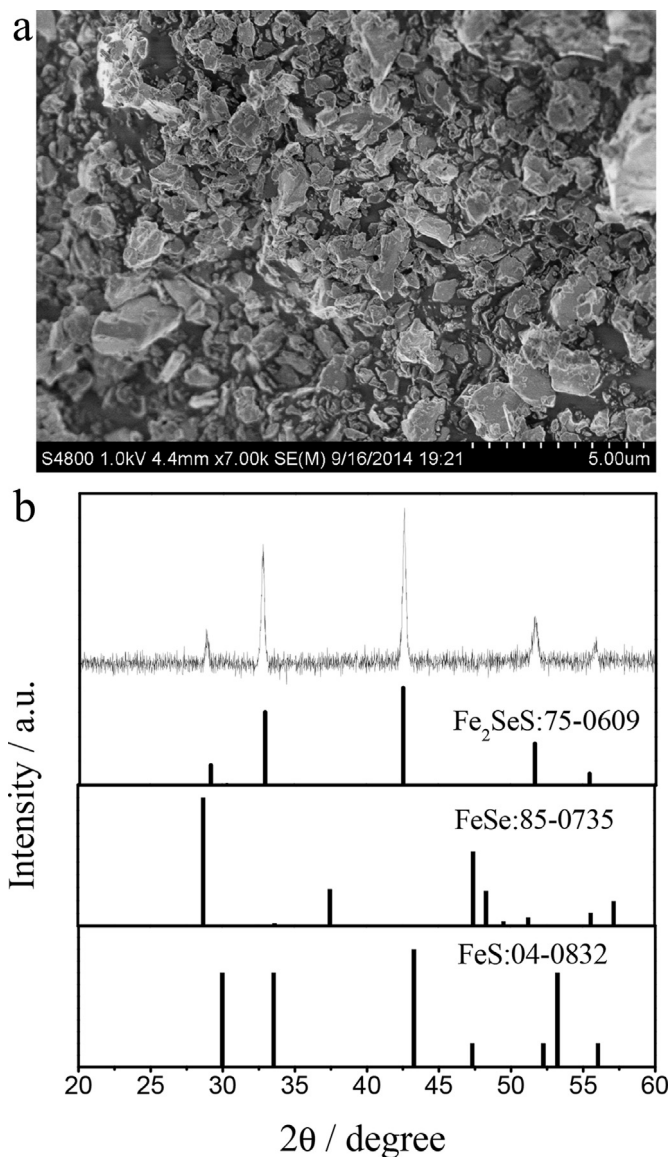 a
S4800 1.0kV 4.4mm x7.00k SE(M) 9/16/2014 19:21 5.00um
b
Intensity / a.u.
Fe₂SeS:75-0609
FeSe:85-0735
FeS:04-0832
20 25 30 35 40 45 50 55 60
2θ / degree